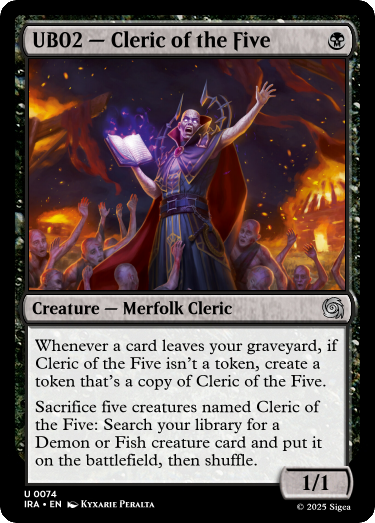 UB02 — Cleric of the Five
Creature — Merfolk Cleric
Whenever a card leaves your graveyard, if
Cleric of the Five isn't a token, create a
token that's a copy of Cleric of the Five.
Sacrifice five creatures named Cleric of
the Five: Search your library for a
Demon or Fish creature card and put it
on the battlefield, then shuffle.
1/1
U 0074
IRA • EN Kyxarie Peralta
© 2025 Sigea